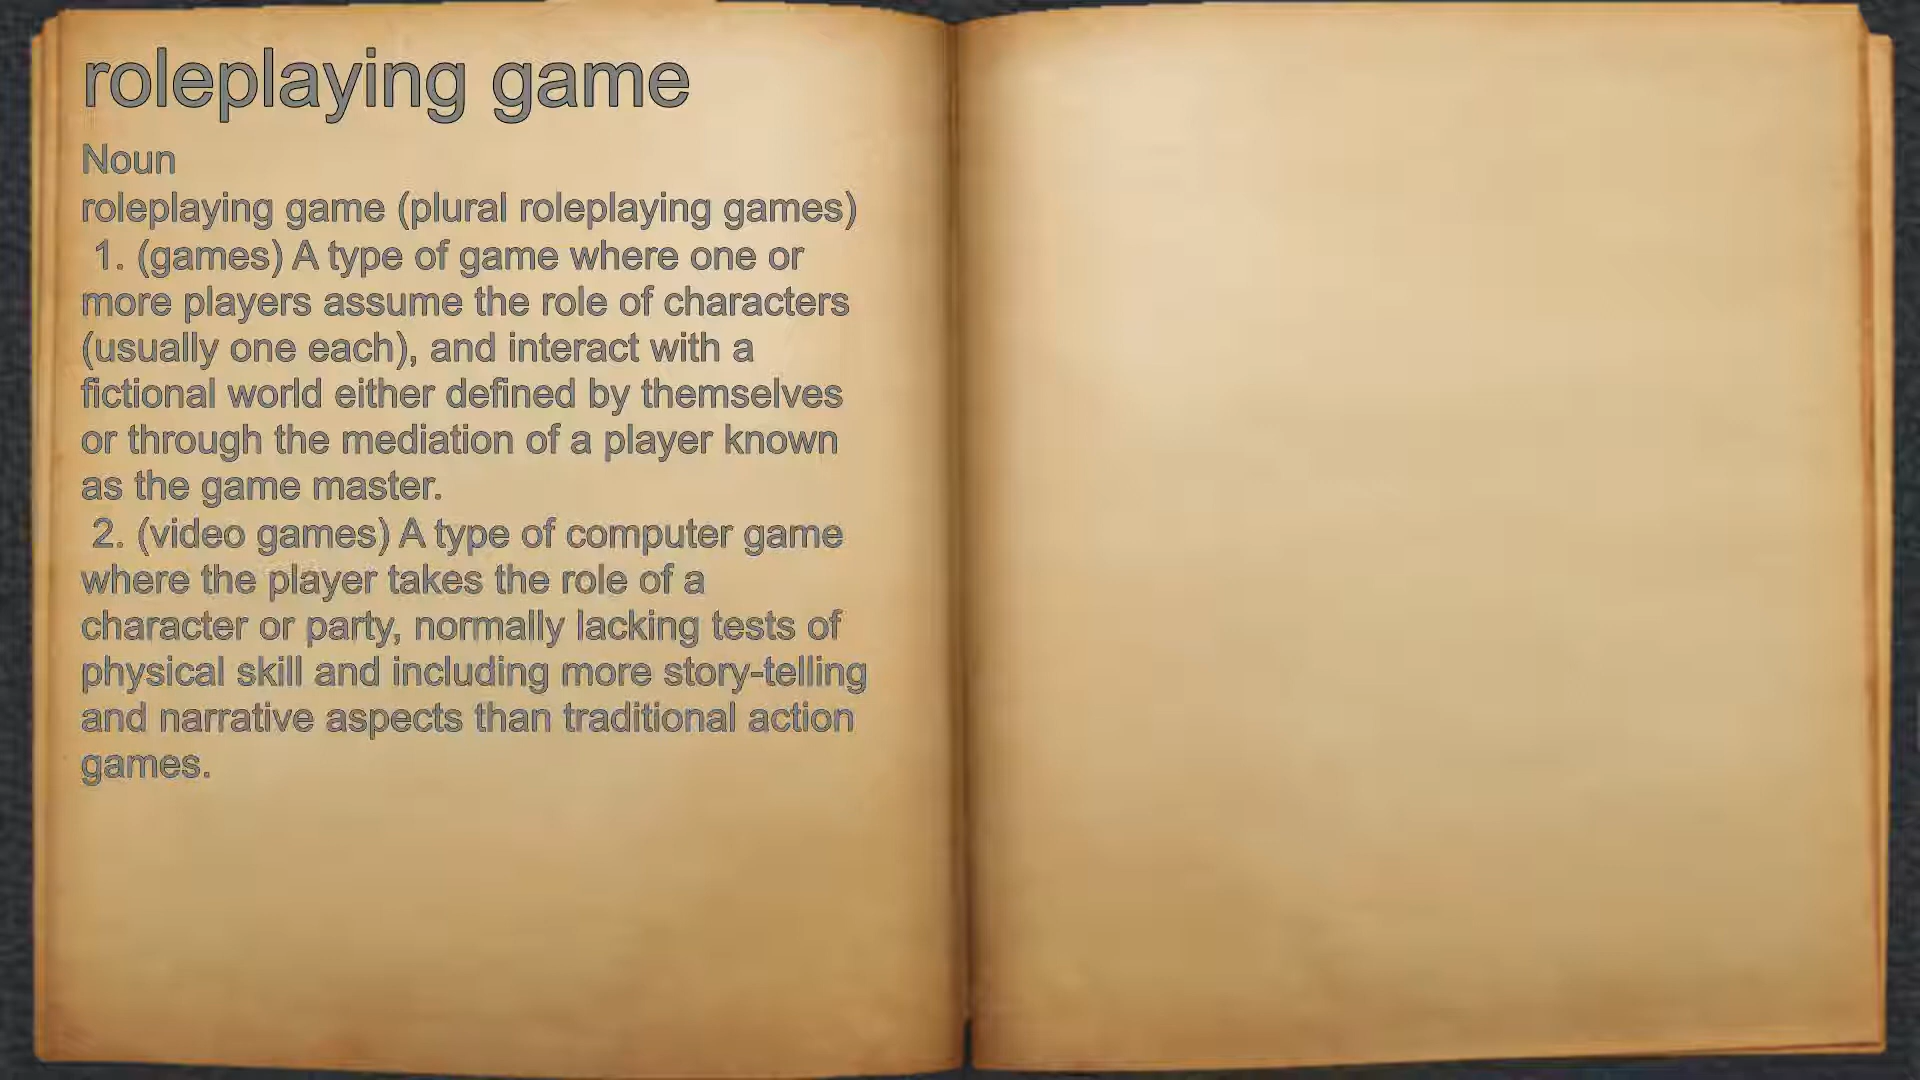 roleplaying game
Noun
roleplaying game (plural roleplaying games)
1. (games) A type of game where one or
more players assume the role of characters
(usually one each), and interact with a
fictional world either defined by themselves
or through the mediation of a player known
as the game master.
2. (video games) A type of computer game
where the player takes the role of a
character or party, normally lacking tests of
physical skill and including more story-telling
and narrative aspects than traditional action
games.